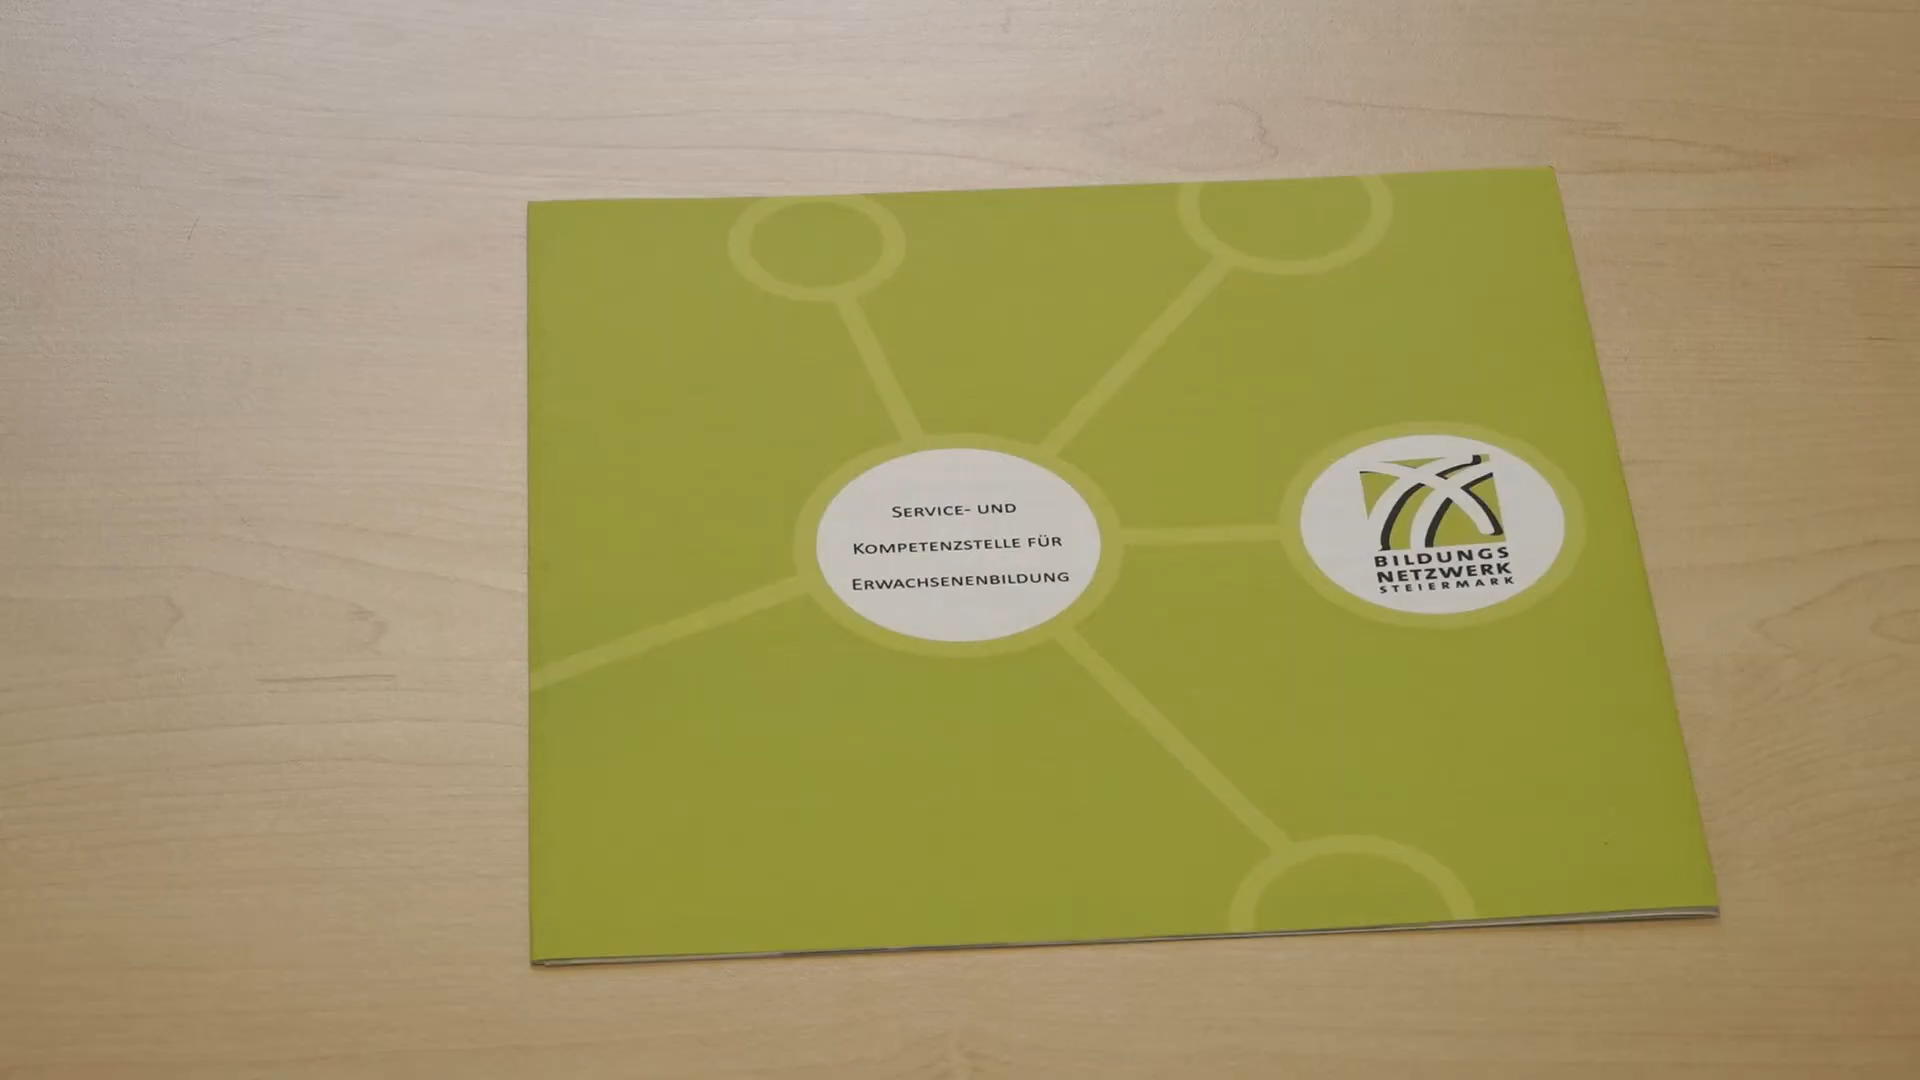 SERVICE- UND
KOMPETENZSTELLE FÜR
ERWACHSENENBILDUNG
BILDUNGS
NETZWERK
STEIERMARK